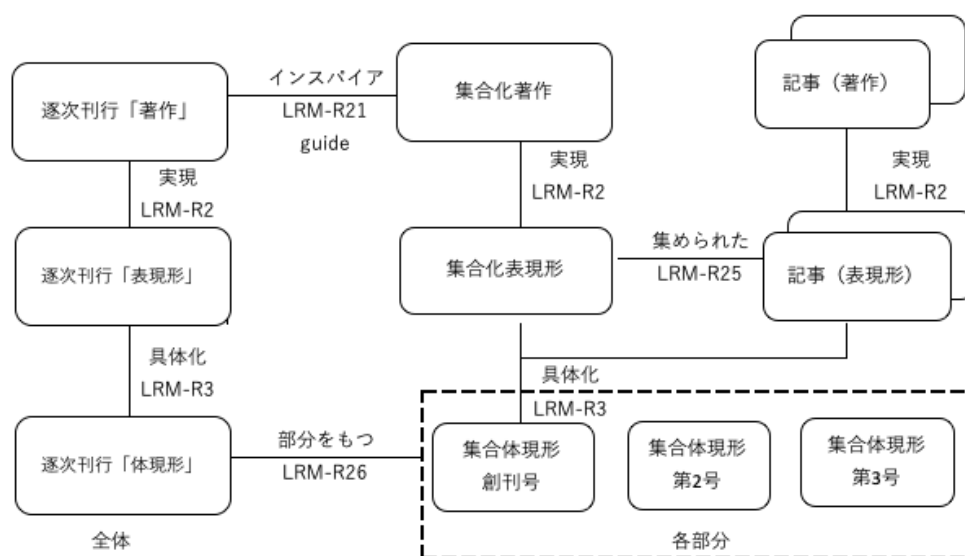 逐次刊行「著作」
インスパイア
LRM-R21
guide
集合化著作
記事（著作）
実現
LRM-R2
実現
LRM-R2
実現
LRM-R2
逐次刊行「表現形」
集合化表現形
集められた
LRM-R25
記事（表現形）
具体化
LRM-R3
具体化
LRM-R3
逐次刊行「体現形」
部分をもつ
LRM-R26
集合体現形
創刊号
集合体現形
第2号
集合体現形
第3号
全体
各部分